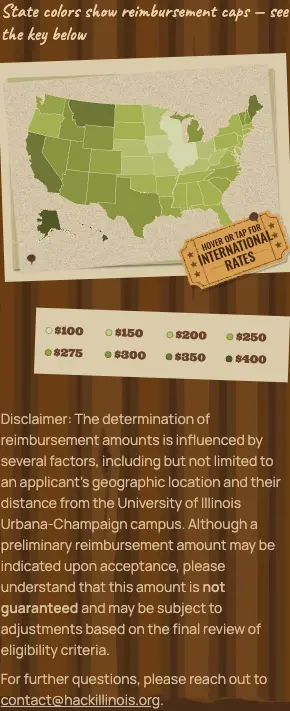 State colors show reimbursement caps – see
the key below
HOVER OR TAP FOR
INTERNATIONAL
RATES
$100 $150 $200 $250
$275 $300 $350 $400
Disclaimer: The determination of
reimbursement amounts is influenced by
several factors, including but not limited to
an applicant's geographic location and their
distance from the University of Illinois
Urbana-Champaign campus. Although a
preliminary reimbursement amount may be
indicated upon acceptance, please
understand that this amount is not
guaranteed and may be subject to
adjustments based on the final review of
eligibility criteria.
For further questions, please reach out to
contact@hackillinois.org.